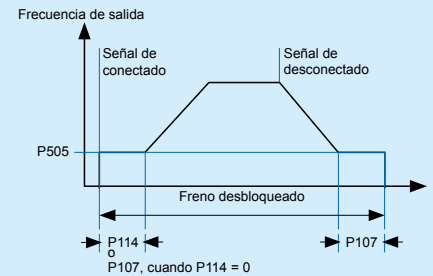 Frecuencia de salida
Señal de
conectado
Señal de
desconectado
P505
Freno desbloqueado
P114
o
P107, cuando P114 = 0
P107